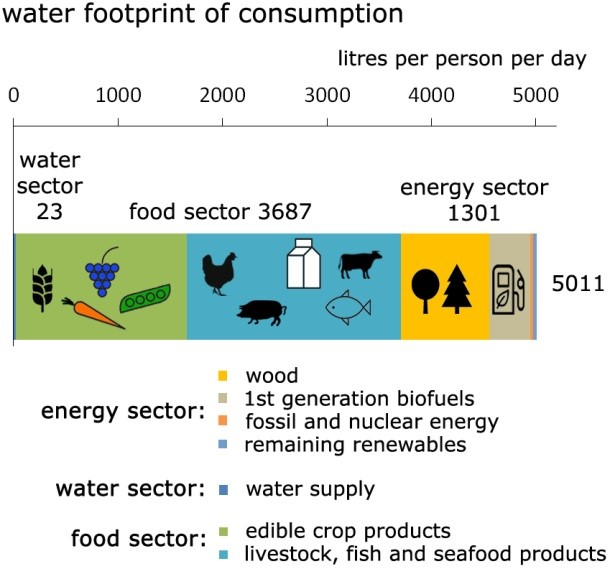 water footprint of consumption
litres per person per day
0 1000 2000 3000 4000 5000
water
sector
23
food sector 3687
energy sector
1301
5011
energy sector:
wood
1st generation biofuels
fossil and nuclear energy
remaining renewables
water sector:
water supply
food sector:
edible crop products
livestock, fish and seafood products